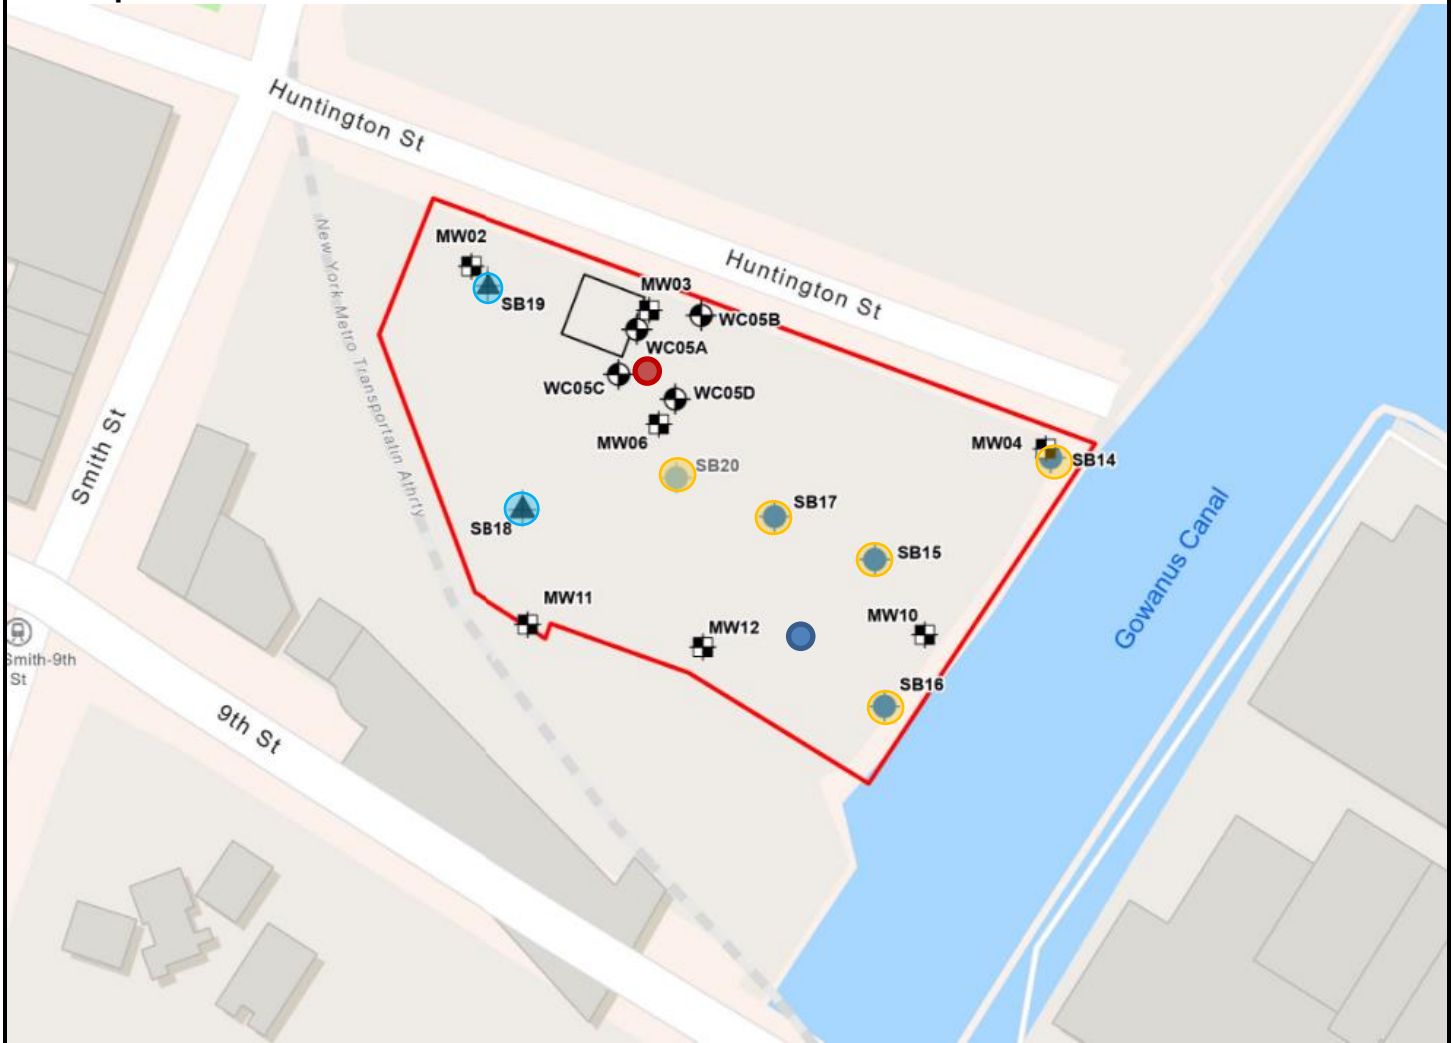 Huntington St
Huntington St
New York Metro Transportatin Athrty
Smith St
MW02
SB19
MW03
WC05B
WC05A
WC05C
WC05D
MW06
SB20
MW04
SB14
SB17
SB18
SB15
MW11
MW12
MW10
SB16
Gowanus Canal
Smith-9th
St
9th St